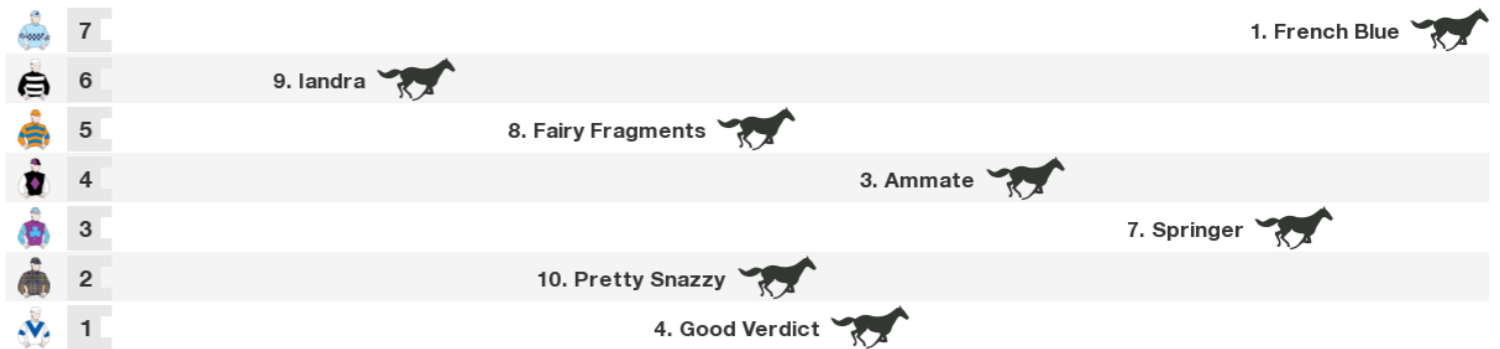 7 1. French Blue
6 9. Iandra
5 8. Fairy Fragments
4 3. Ammate
3 7. Springer
2 10. Pretty Snazzy
1 4. Good Verdict